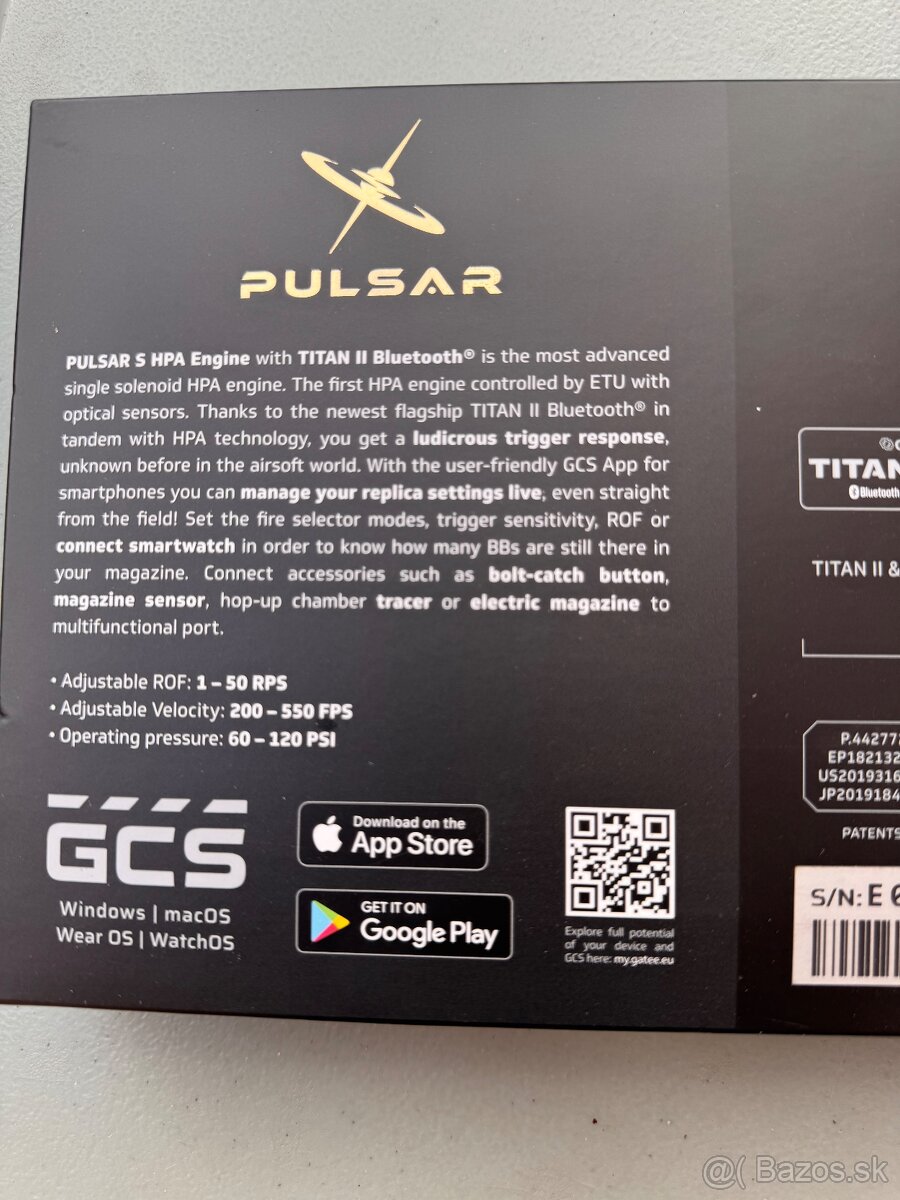 PULSAR
PULSAR S HPA Engine with TITAN II Bluetooth® is the most advanced
single solenoid HPA engine. The first HPA engine controlled by ETU with
optical sensors. Thanks to the newest flagship TITAN II Bluetooth® in
tandem with HPA technology, you get a ludicrous trigger response,
unknown before in the airsoft world. With the user-friendly GCS App for
smartphones you can manage your replica settings live, even straight
from the field! Set the fire selector modes, trigger sensitivity, ROF or
connect smartwatch in order to know how many BBs are still there in
your magazine. Connect accessories such as bolt-catch button,
magazine sensor, hop-up chamber tracer or electric magazine to
multifunctional port.
• Adjustable ROF: 1 – 50 RPS
• Adjustable Velocity: 200 – 550 FPS
• Operating pressure: 60 – 120 PSI
GCS
Windows | macOS
Wear OS | WatchOS
Download on the
App Store
GET IT ON
Google Play
Explore full potential
of your device and
GCS here: my.gatee.eu
TITAN
Bluetooth
TITAN II &
P.44277
EP182132
US2019316
JP2019184
PATENTS
S/N: E
@( Bazos.sk